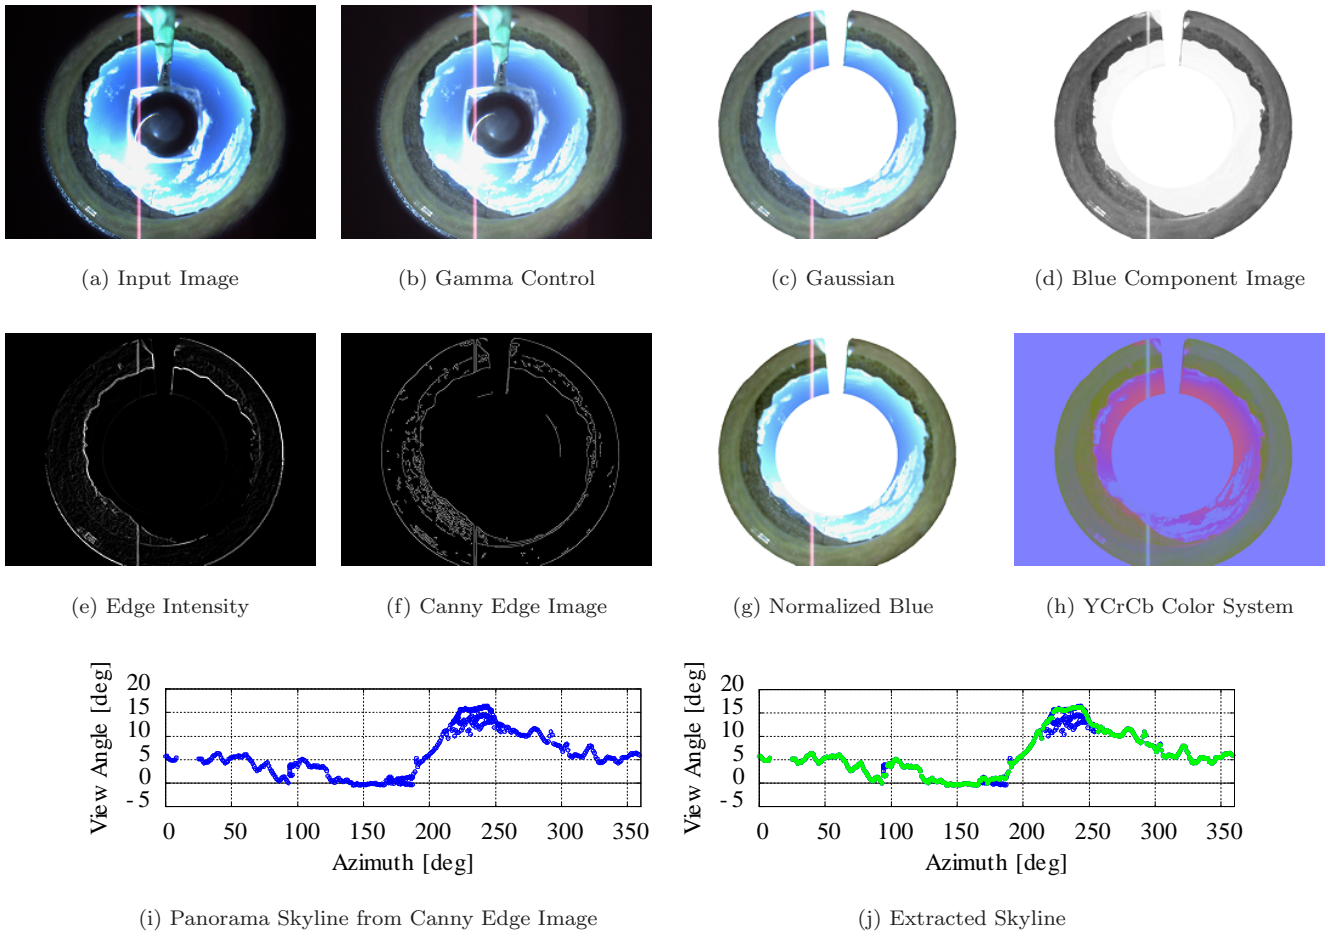 (a) Input Image
(b) Gamma Control
(c) Gaussian
(d) Blue Component Image
(e) Edge Intensity
(f) Canny Edge Image
(g) Normalized Blue
(h) YCrCb Color System
View Angle [deg]
20
15
10
5
0
-5
0 50 100 150 200 250 300 350
Azimuth [deg]
(i) Panorama Skyline from Canny Edge Image
View Angle [deg]
20
15
10
5
0
-5
0 50 100 150 200 250 300 350
Azimuth [deg]
(j) Extracted Skyline